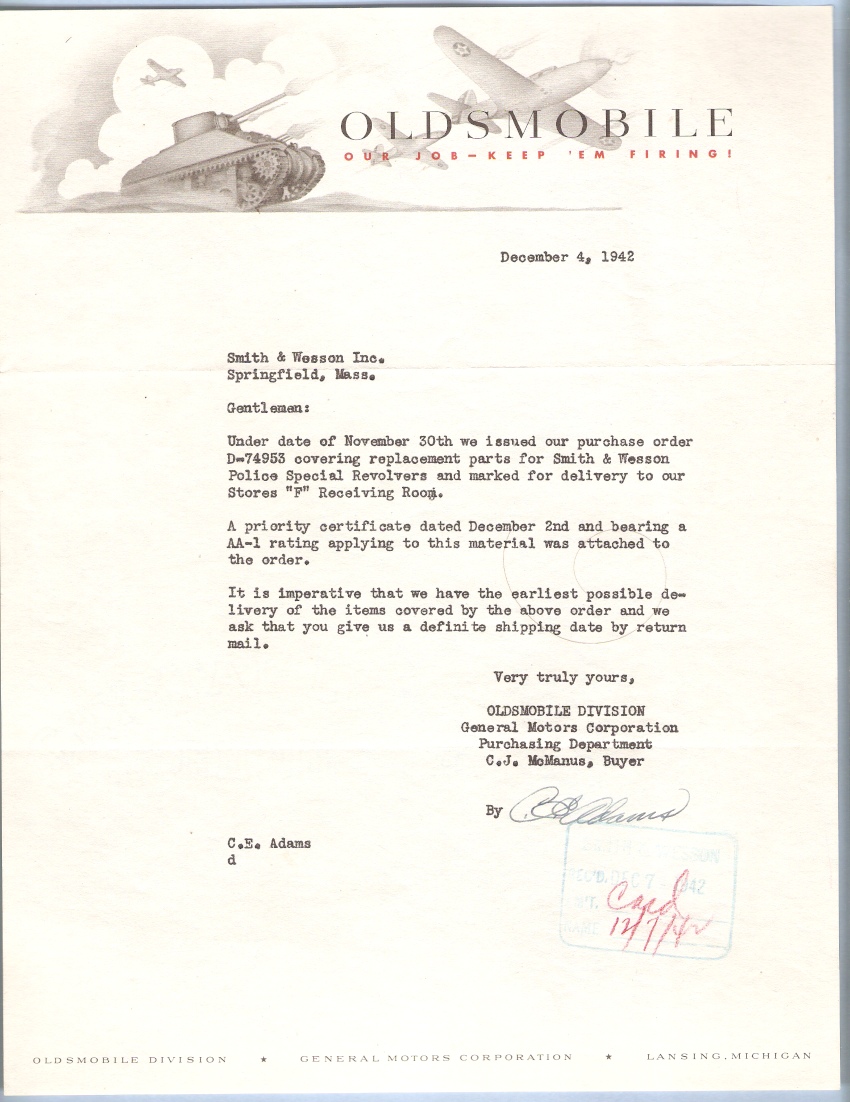 OLDSMOBILE
OUR JOB—KEEP 'EM FIRING!
December 4, 1942
Smith & Wesson Inc.
Springfield, Mass.
Gentlemen:
Under date of November 30th we issued our purchase order
D-74953 covering replacement parts for Smith & Wesson
Police Special Revolvers and marked for delivery to our
Stores "F" Receiving Room.
A priority certificate dated December 2nd and bearing a
AA-1 rating applying to this material was attached to
the order.
It is imperative that we have the earliest possible de-
livery of the items covered by the above order and we
ask that you give us a definite shipping date by return
mail.
Very truly yours,
OLDSMOBILE DIVISION
General Motors Corporation
Purchasing Department
C.J. McManus, Buyer
By C E Adams
C.E. Adams
d
REC'D. DEC 7 - 1942
Card
12/7/42
OLDSMOBILE DIVISION ★ GENERAL MOTORS CORPORATION ★ LANSING, MICHIGAN